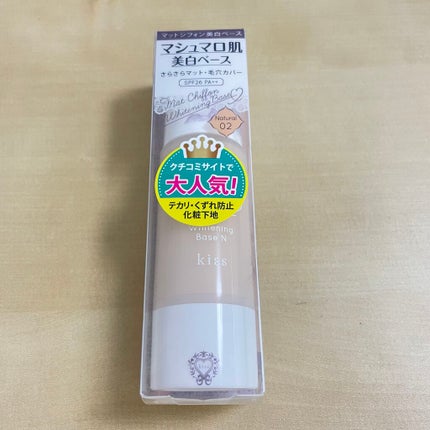 マットシフォン美白ベース
マシュマロ肌
美白ベース
さらさらマット・毛穴カバー
SPF26 PA++
Mat Chiffon
Whitening Base
Natural
02
クチコミサイトで
大人気!
テカリ・くずれ防止
化粧下地
Whitening
Base N
kiss